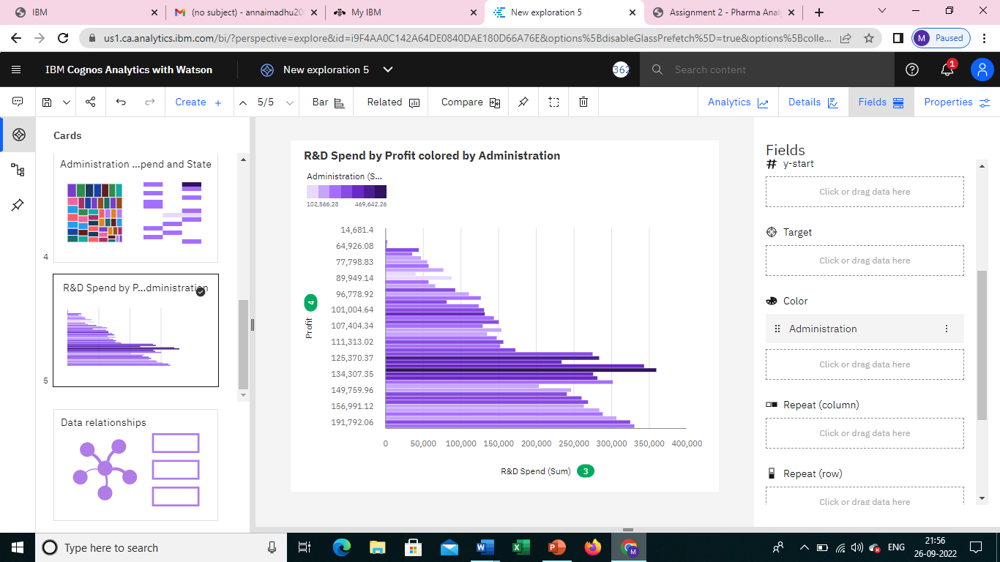 IBM
(no subject) - annaimadhu20
My IBM
New exploration 5
Assignment 2 - Pharma Anal
us1.ca.analytics.ibm.com/bi/?perspective=explore&id=i9F4AA0C142A64DE0840DAE180D66A76E&options%5BdisableGlassPrefetch%5D=true&options%5Bcolle...
M Paused
IBM Cognos Analytics with Watson
New exploration 5
362
Search content
1
Create +
5/5
Bar
Related
Compare
Analytics
Details
Fields
Properties
Cards
Administration ...pend and State
4
R&D Spend by P...dministration
5
Data relationships
R&D Spend by Profit colored by Administration
Administration (S...
102,566.28 469,642.26
Profit 4
14,681.4
64,926.08
77,798.83
89,949.14
96,778.92
101,004.64
107,404.34
111,313.02
125,370.37
134,307.35
149,759.96
156,991.12
191,792.06
0 50,000 100,000 150,000 200,000 250,000 300,000 350,000 400,000
R&D Spend (Sum) 3
Fields
y-start
Click or drag data here
Target
Click or drag data here
Color
Administration
Click or drag data here
Repeat (column)
Click or drag data here
Repeat (row)
Click or drag data here
Type here to search
ENG
21:56
26-09-2022